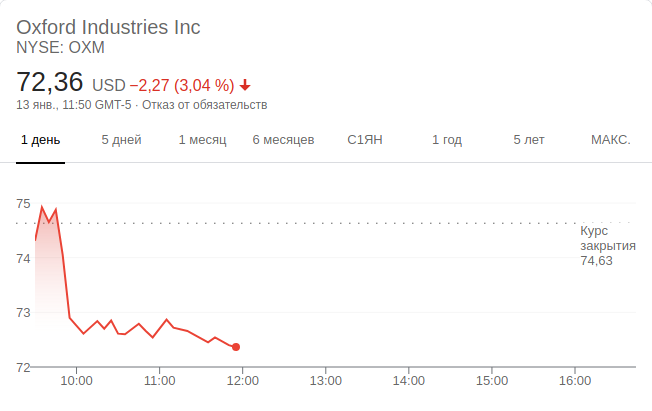 Oxford Industries Inc
NYSE: OXM
72,36 USD −2,27 (3,04 %)
13 янв., 11:50 GMT-5 · Отказ от обязательств
1 день 5 дней 1 месяц 6 месяцев С1ЯН 1 год 5 лет МАКС.
75
Курс
закрытия
74,63
74
73
72
10:00 11:00 12:00 13:00 14:00 15:00 16:00